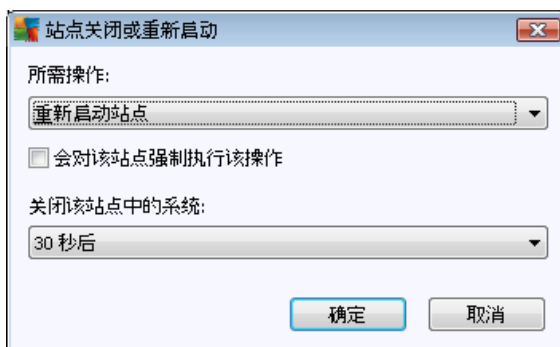 站点关闭或重新启动
所需操作:
重新启动站点
会对该站点强制执行该操作
关闭该站点中的系统:
30 秒后
确定
取消